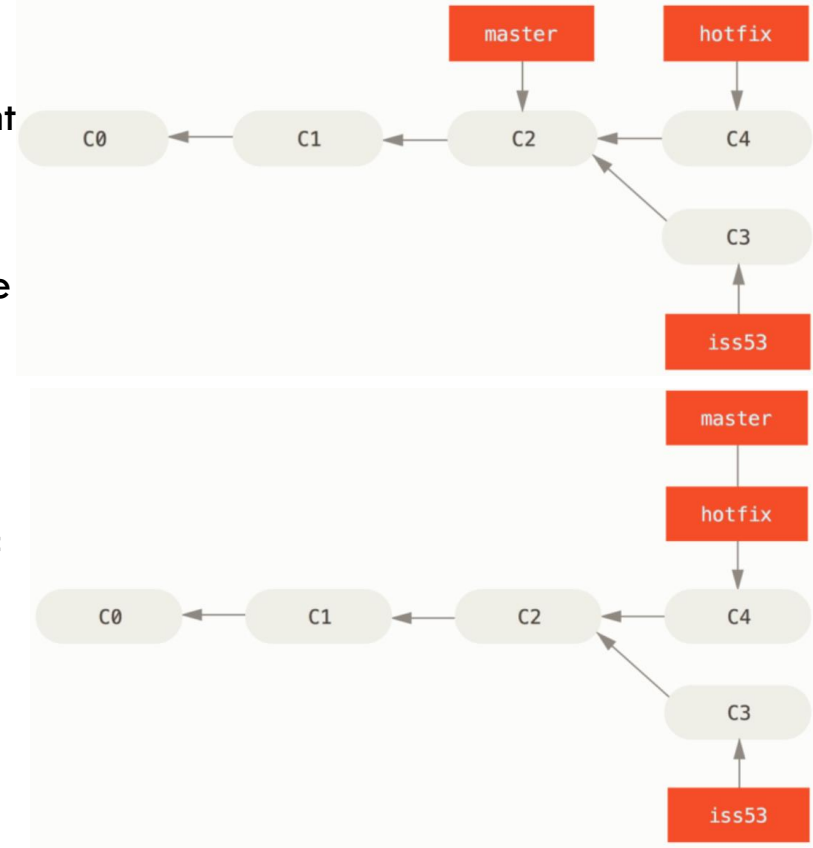 master hotfix
C0 C1 C2 C4
C3
iss53
master
hotfix
C0 C1 C2 C4
C3
iss53